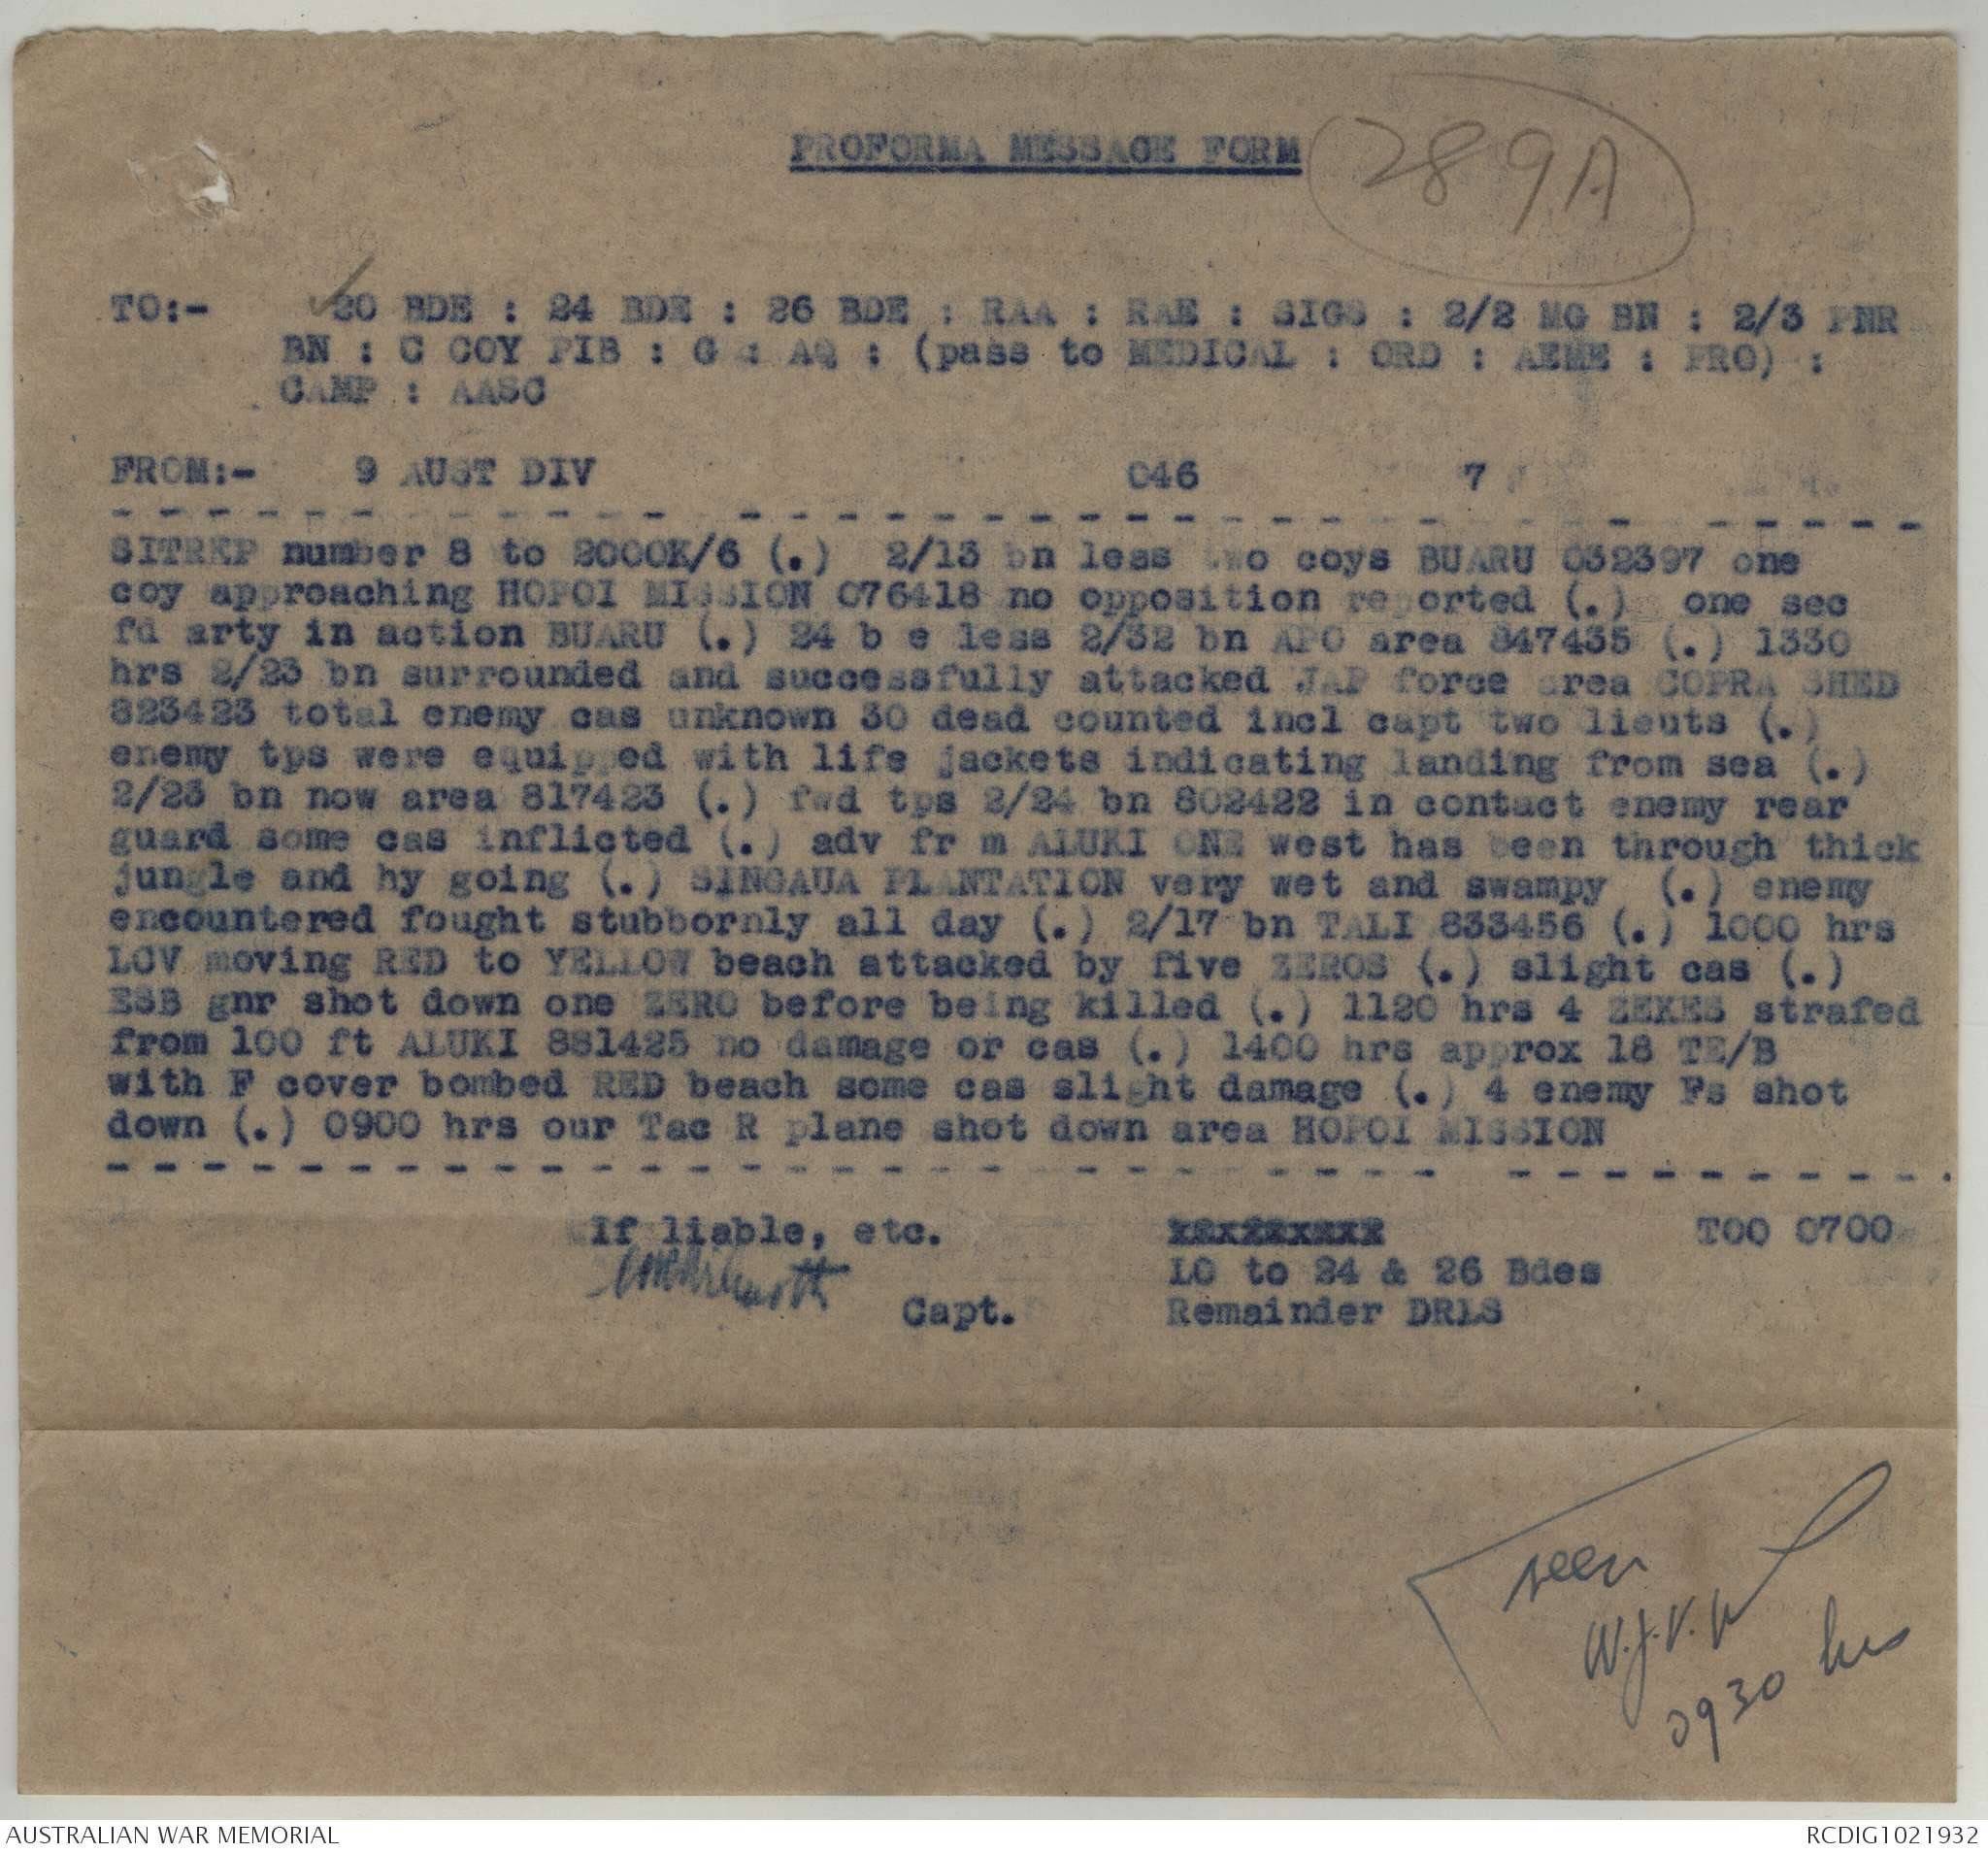 PROFORMA MESSAGE FORM
289A
TO:- 20 BDE : 24 BDE : 26 BDE : RAA : RAE : SIGS : 2/2 MG BN : 2/3 PNR
BN : C COY PIB : G : AQ : (pass to MEDICAL : ORD : AEME : PRO) :
CAMP : AASC
FROM:- 9 AUST DIV 046 7
SITREP number 8 to 2000K/6 (.) 2/13 bn less two coys BUARU 032397 one
coy approaching HOPOI MISSION 076418 no opposition reported (.) one sec
fd arty in action BUARU (.) 24 b e less 2/32 bn APO area 847435 (.) 1330
hrs 2/23 bn surrounded and successfully attacked JAP force area COPRA SHED
823423 total enemy cas unknown 30 dead counted incl capt two lieuts (.)
enemy tps were equipped with life jackets indicating landing from sea (.)
2/23 bn now area 817423 (.) fwd tps 2/24 bn 802422 in contact enemy rear
guard some cas inflicted (.) adv fr m ALUKI ONE west has been through thick
jungle and hy going (.) SINGAUA PLANTATION very wet and swampy (.) enemy
encountered fought stubbornly all day (.) 2/17 bn TALI 833456 (.) 1000 hrs
LCV moving RED to YELLOW beach attacked by five ZEROS (.) slight cas (.)
ESB gnr shot down one ZERO before being killed (.) 1120 hrs 4 ZEKES strafed
from 100 ft ALUKI 881425 no damage or cas (.) 1400 hrs approx 18 TE/B
with F cover bombed RED beach some cas slight damage (.) 4 enemy Fs shot
down (.) 0900 hrs our Tac R plane shot down area HOPOI MISSION
If liable, etc. TOO 0700
LO to 24 & 26 Bdes
Capt. Remainder DRLS
seen
W.J.V.W
0930 hrs
AUSTRALIAN WAR MEMORIAL RCDIG1021932